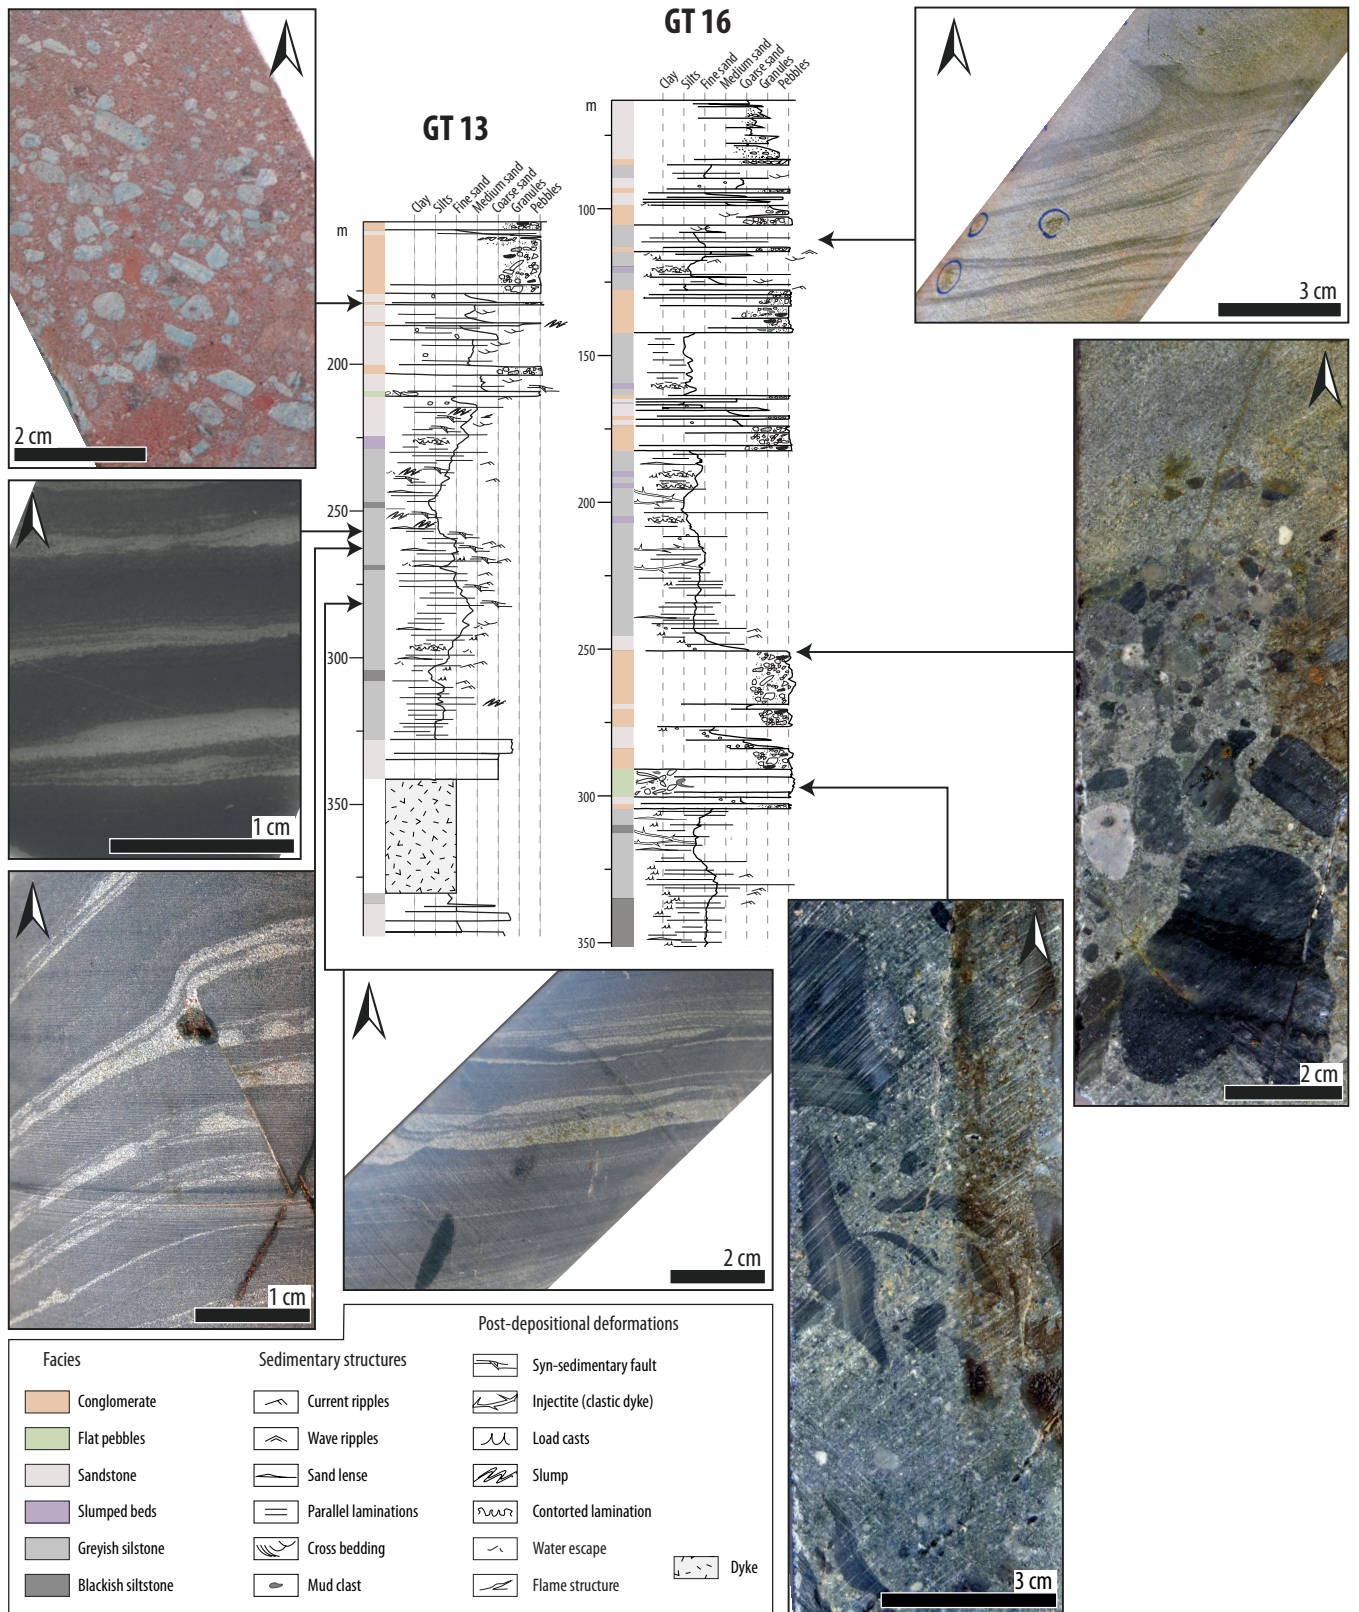 GT 16
Clay
Silts
Fine sand
Medium sand
Coarse sand
Granules
Pebbles
m
100
150
200
250
300
350
GT 13
Clay
Silts
Fine sand
Medium sand
Coarse sand
Granules
Pebbles
m
200
250
300
350
2 cm
1 cm
1 cm
2 cm
3 cm
2 cm
3 cm
Facies
Conglomerate
Flat pebbles
Sandstone
Slumped beds
Greyish silstone
Blackish siltstone
Sedimentary structures
Current ripples
Wave ripples
Sand lense
Parallel laminations
Cross bedding
Mud clast
Post-depositional deformations
Syn-sedimentary fault
Injectite (clastic dyke)
Load casts
Slump
Contorted lamination
Water escape
Flame structure
Dyke